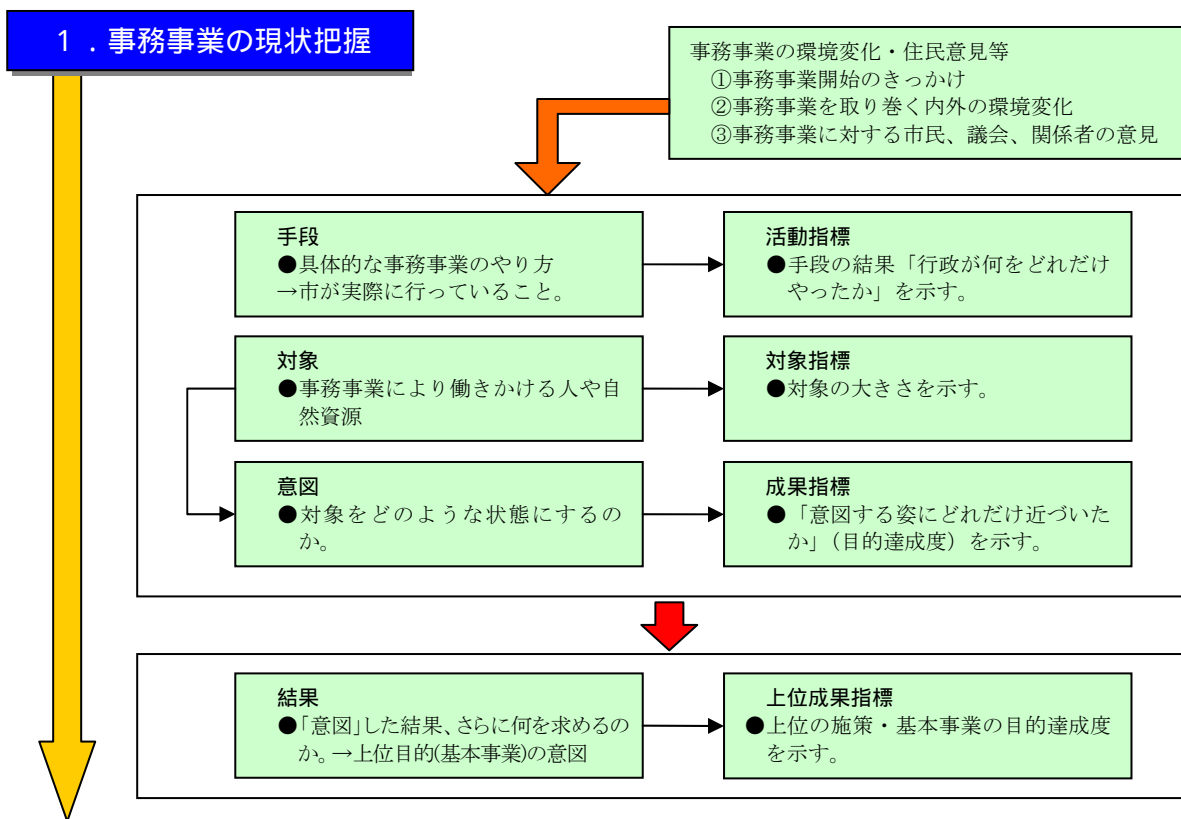 1．事務事業の現状把握
事務事業の環境変化・住民意見等
①事務事業開始のきっかけ
②事務事業を取り巻く内外の環境変化
③事務事業に対する市民、議会、関係者の意見
手段
●具体的な事務事業のやり方
→市が実際に行っていること。
活動指標
●手段の結果「行政が何をどれだけ
やったか」を示す。
対象
●事務事業により働きかける人や自
然資源
対象指標
●対象の大きさを示す。
意図
●対象をどのような状態にするの
か。
成果指標
●「意図する姿にどれだけ近づいた
か」（目的達成度）を示す。
結果
●「意図」した結果、さらに何を求めるの
か。→上位目的(基本事業)の意図
上位成果指標
●上位の施策・基本事業の目的達成度
を示す。